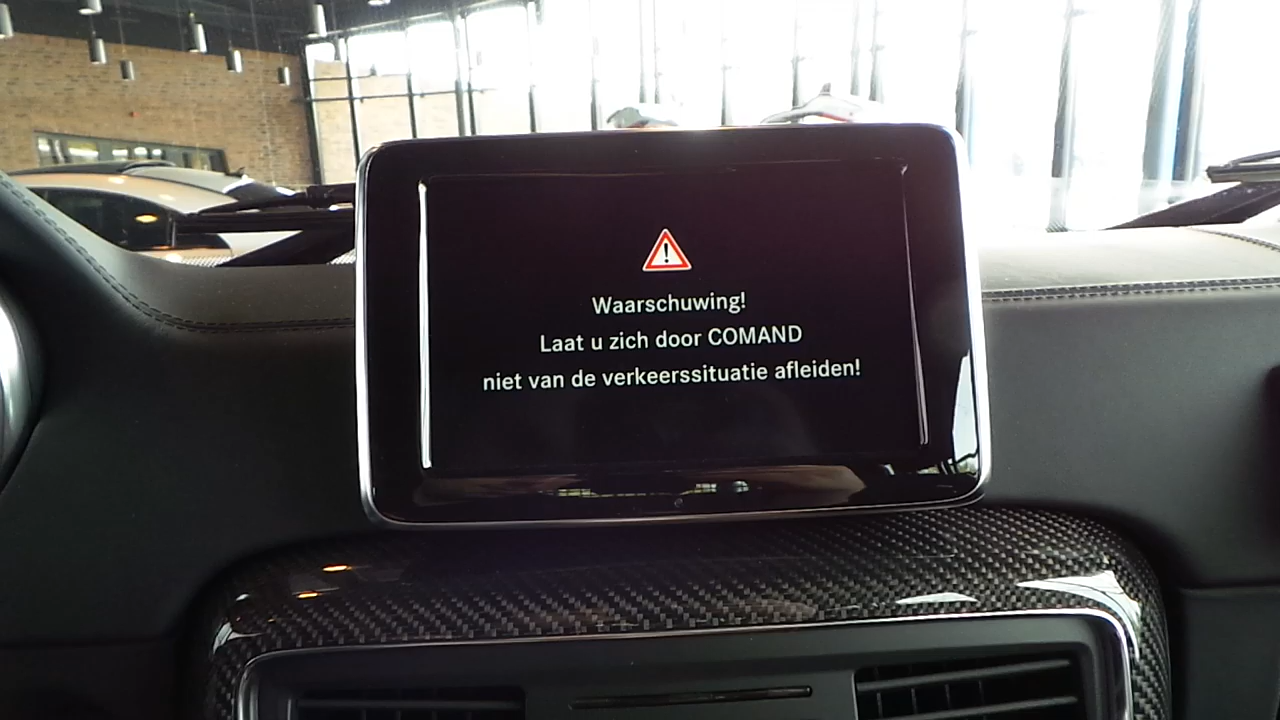 Waarschuwing!
Laat u zich door COMAND
niet van de verkeerssituatie afleiden!